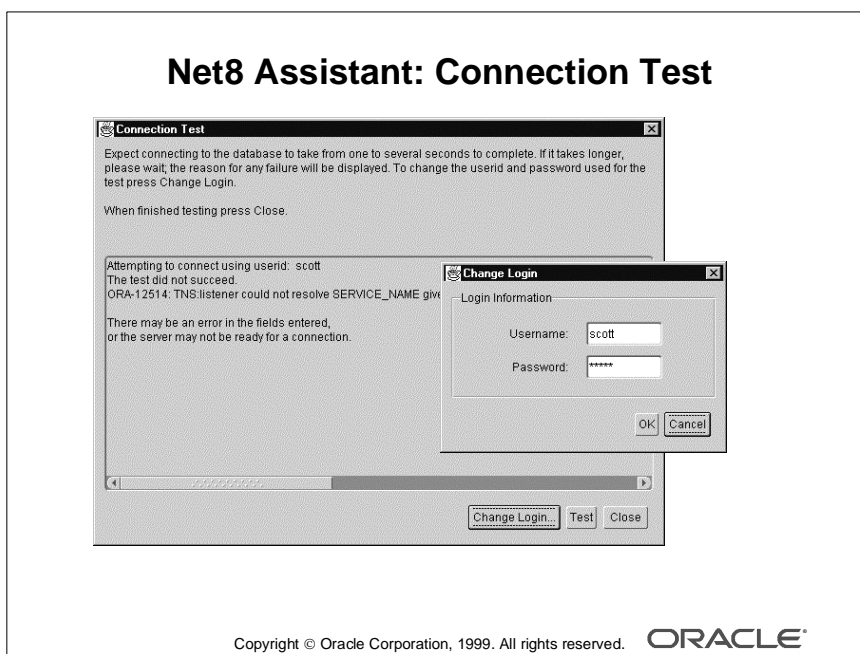 Net8 Assistant: Connection Test
Connection Test
Expect connecting to the database to take from one to several seconds to complete. If it takes longer,
please wait; the reason for any failure will be displayed. To change the userid and password used for the
test press Change Login.
When finished testing press Close.
Attempting to connect using userid: scott
The test did not succeed.
ORA-12514: TNS:listener could not resolve SERVICE_NAME give
There may be an error in the fields entered,
or the server may not be ready for a connection.
Change Login
Login Information
Username: scott
Password: *****
OK Cancel
Change Login... Test Close
Copyright © Oracle Corporation, 1999. All rights reserved. ORACLE®